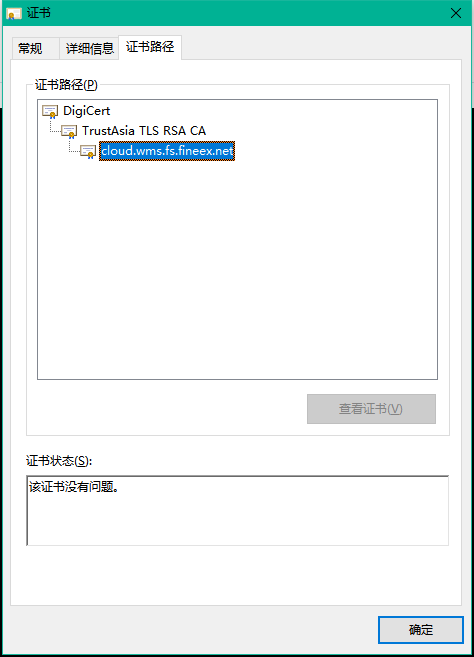 证书
常规 详细信息 证书路径
证书路径(P)
DigiCert
TrustAsia TLS RSA CA
cloud.wms.fs.fineex.net
查看证书(V)
证书状态(S):
该证书没有问题。
确定